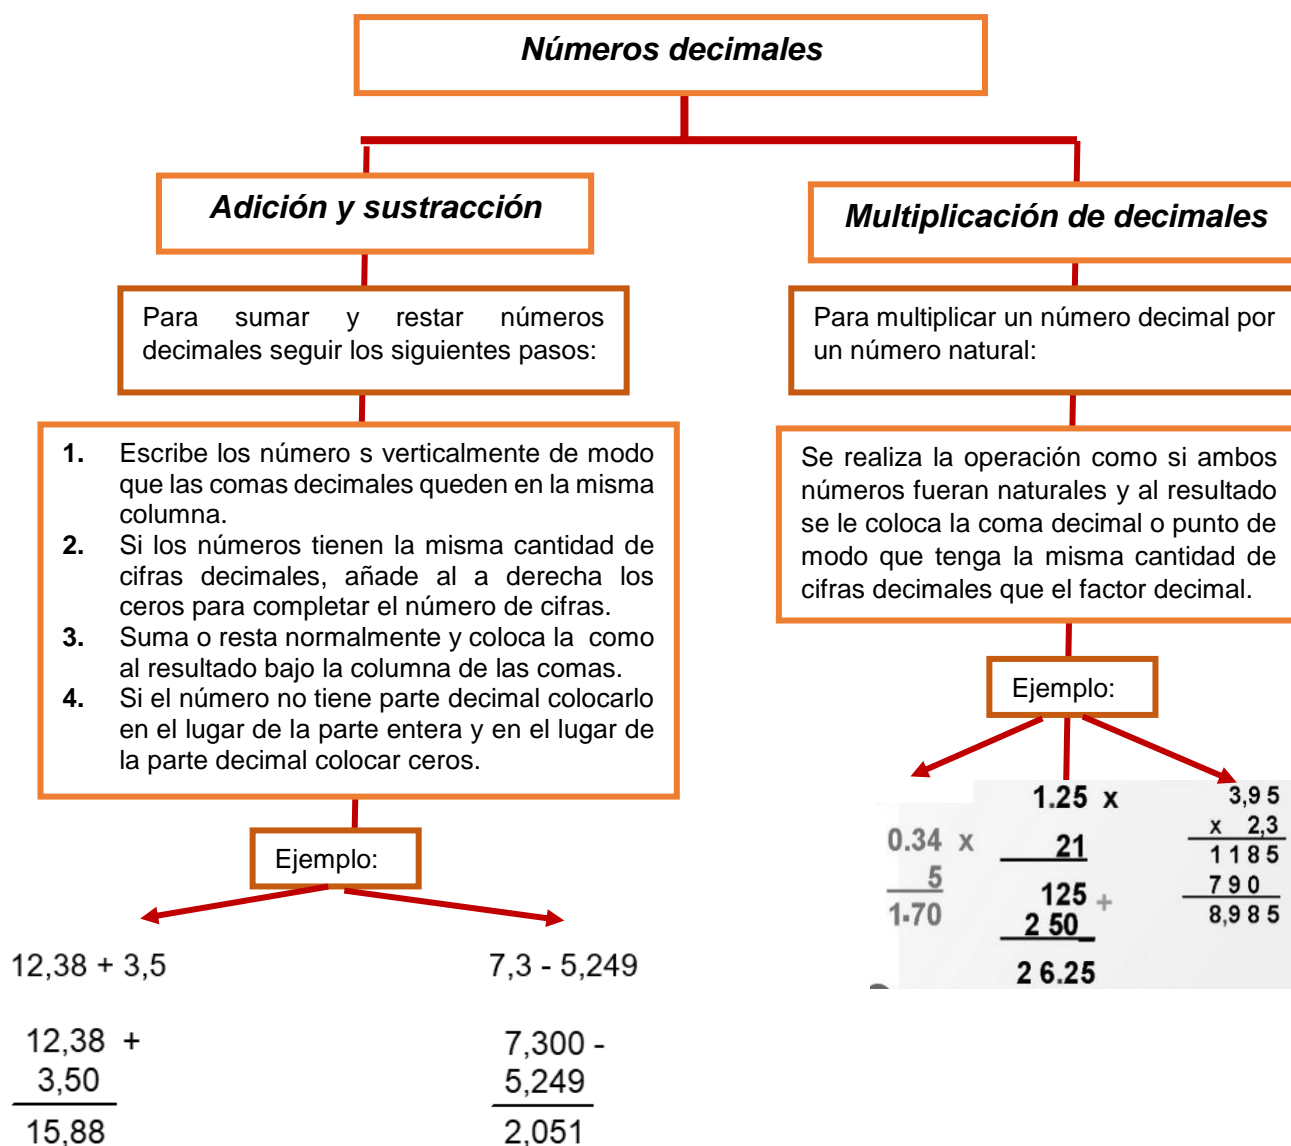 Números decimales
Adición y sustracción
Para sumar y restar números
decimales seguir los siguientes pasos:
1. Escribe los número s verticalmente de modo
que las comas decimales queden en la misma
columna.
2. Si los números tienen la misma cantidad de
cifras decimales, añade al a derecha los
ceros para completar el número de cifras.
3. Suma o resta normalmente y coloca la como
al resultado bajo la columna de las comas.
4. Si el número no tiene parte decimal colocarlo
en el lugar de la parte entera y en el lugar de
la parte decimal colocar ceros.
Ejemplo:
12,38 + 3,5
12,38 +
3,50
15,88
7,3 - 5,249
7,300 -
5,249
2,051
Multiplicación de decimales
Para multiplicar un número decimal por
un número natural:
Se realiza la operación como si ambos
números fueran naturales y al resultado
se le coloca la coma decimal o punto de
modo que tenga la misma cantidad de
cifras decimales que el factor decimal.
Ejemplo:
0.34 x
5
1.70
1.25 x
21
125 +
2 50
2 6.25
3,9 5
x 2,3
1 1 8 5
7 9 0
8,9 8 5